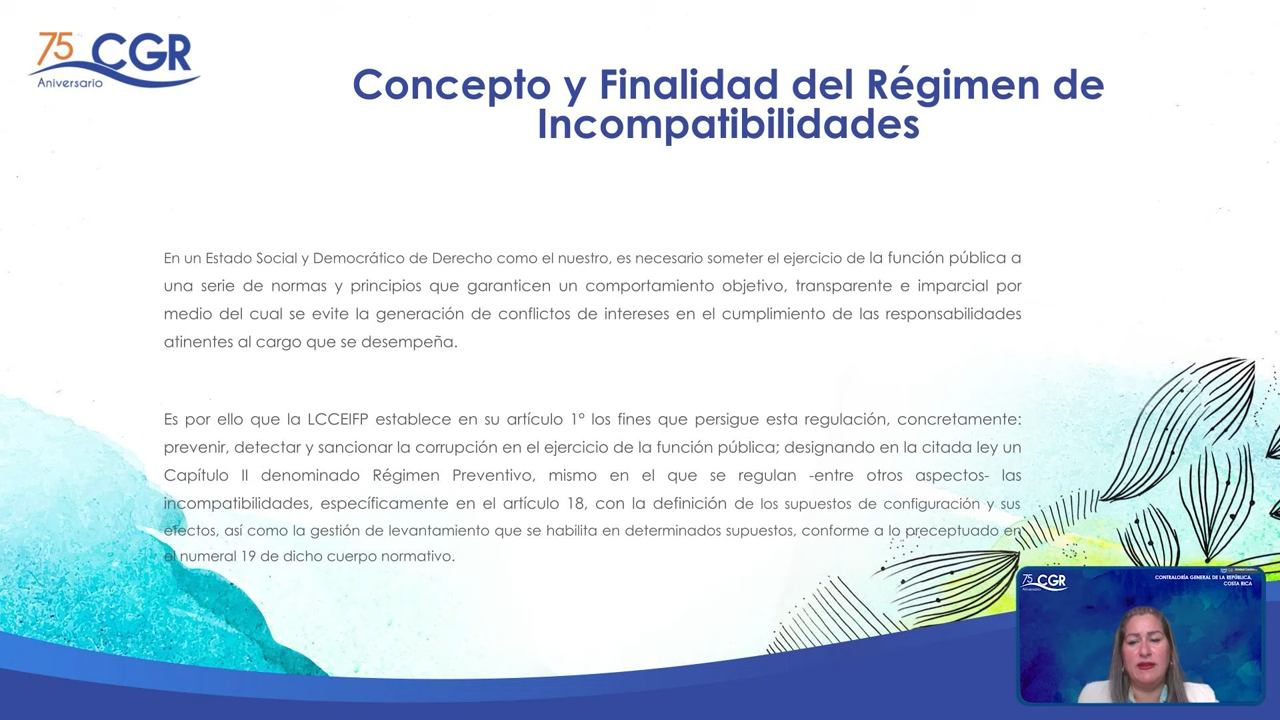 75
Aniversario
CGR
Concepto y Finalidad del Régimen de
Incompatibilidades
En un Estado Social y Democrático de Derecho como el nuestro, es necesario someter el ejercicio de la función pública a
una serie de normas y principios que garanticen un comportamiento objetivo, transparente e imparcial por
medio del cual se evite la generación de conflictos de intereses en el cumplimiento de las responsabilidades
atinentes al cargo que se desempeña.
Es por ello que la LCCEIFP establece en su artículo 1° los fines que persigue esta regulación, concretamente:
prevenir, detectar y sancionar la corrupción en el ejercicio de la función pública; designando en la citada ley un
Capítulo II denominado Régimen Preventivo, mismo en el que se regulan -entre otros aspectos- las
incompatibilidades, específicamente en el artículo 18, con la definición de los supuestos de configuración y sus
efectos, así como la gestión de levantamiento que se habilita en determinados supuestos, conforme a lo preceptuado en
el numeral 19 de dicho cuerpo normativo.
75 CGR
Aniversario
CONTRALORÍA GENERAL DE LA REPÚBLICA,
COSTA RICA